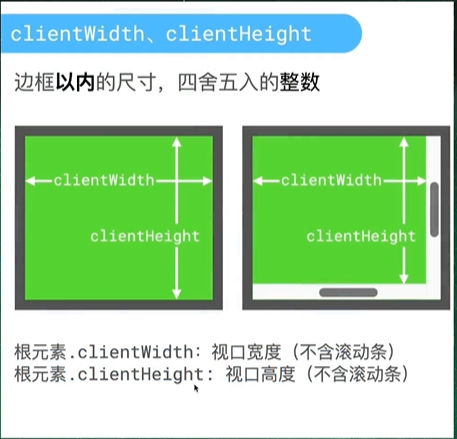 clientWidth、clientHeight
边框以内的尺寸，四舍五入的整数
clientWidth
clientHeight
clientWidth
clientHeight
根元素.clientWidth：视口宽度（不含滚动条）
根元素.clientHeight：视口高度（不含滚动条）